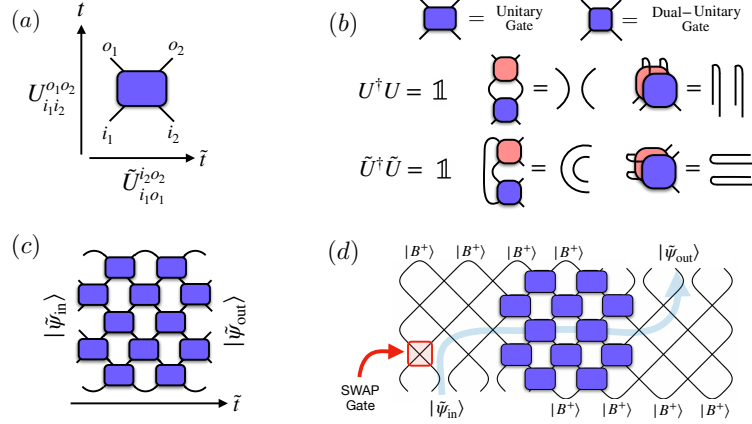 (a)
t
o₁ o₂
U^{o₁o₂}_{i₁i₂}
i₁ i₂
t̃
Ũ^{i₂o₂}_{i₁o₁}
(b)
= Unitary Gate
= Dual−Unitary Gate
U†U = 𝟙 = =
Ũ†Ũ = 𝟙 = =
(c)
|ψ̃in⟩
|ψ̃out⟩
t̃
(d)
|B⁺⟩ |B⁺⟩ |B⁺⟩ |B⁺⟩ |ψ̃out⟩
SWAP
Gate
|ψ̃in⟩ |B⁺⟩ |B⁺⟩ |B⁺⟩ |B⁺⟩